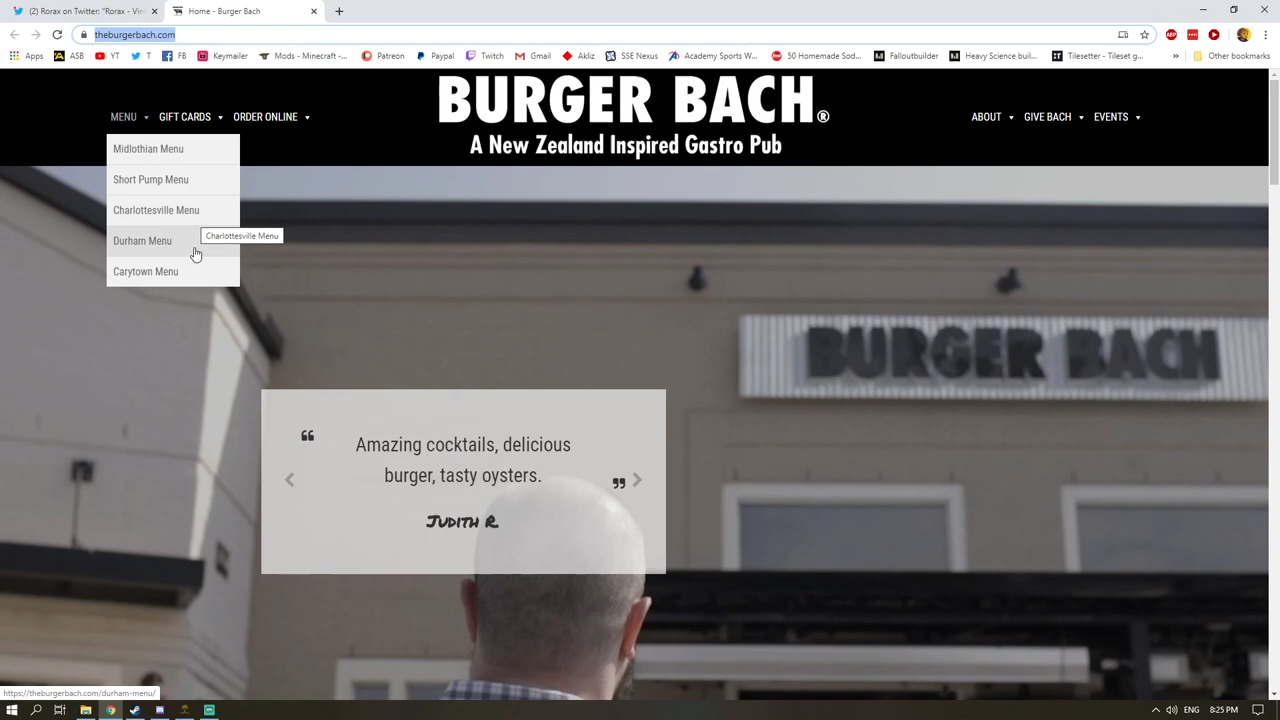 (2) Rorax on Twitter: "Rorax - Vin
Home - Burger Bach
theburgerbach.com
Apps
ASB
YT
T
FB
Keymailer
Mods - Minecraft -...
Patreon
Paypal
Twitch
Gmail
Akliz
SSE Nexus
Academy Sports W...
50 Homemade Sod...
Falloutbuilder
Heavy Science buil...
Tilesetter - Tileset g...
» Other bookmarks
MENU
GIFT CARDS
ORDER ONLINE
BURGER BACH®
A New Zealand Inspired Gastro Pub
ABOUT
GIVE BACH
EVENTS
Midlothian Menu
Short Pump Menu
Charlottesville Menu
Charlottesville Menu
Durham Menu
Carytown Menu
BURGER BACH
“ Amazing cocktails, delicious
burger, tasty oysters. ”
Judith R.
https://theburgerbach.com/durham-menu/
ENG
8:25 PM